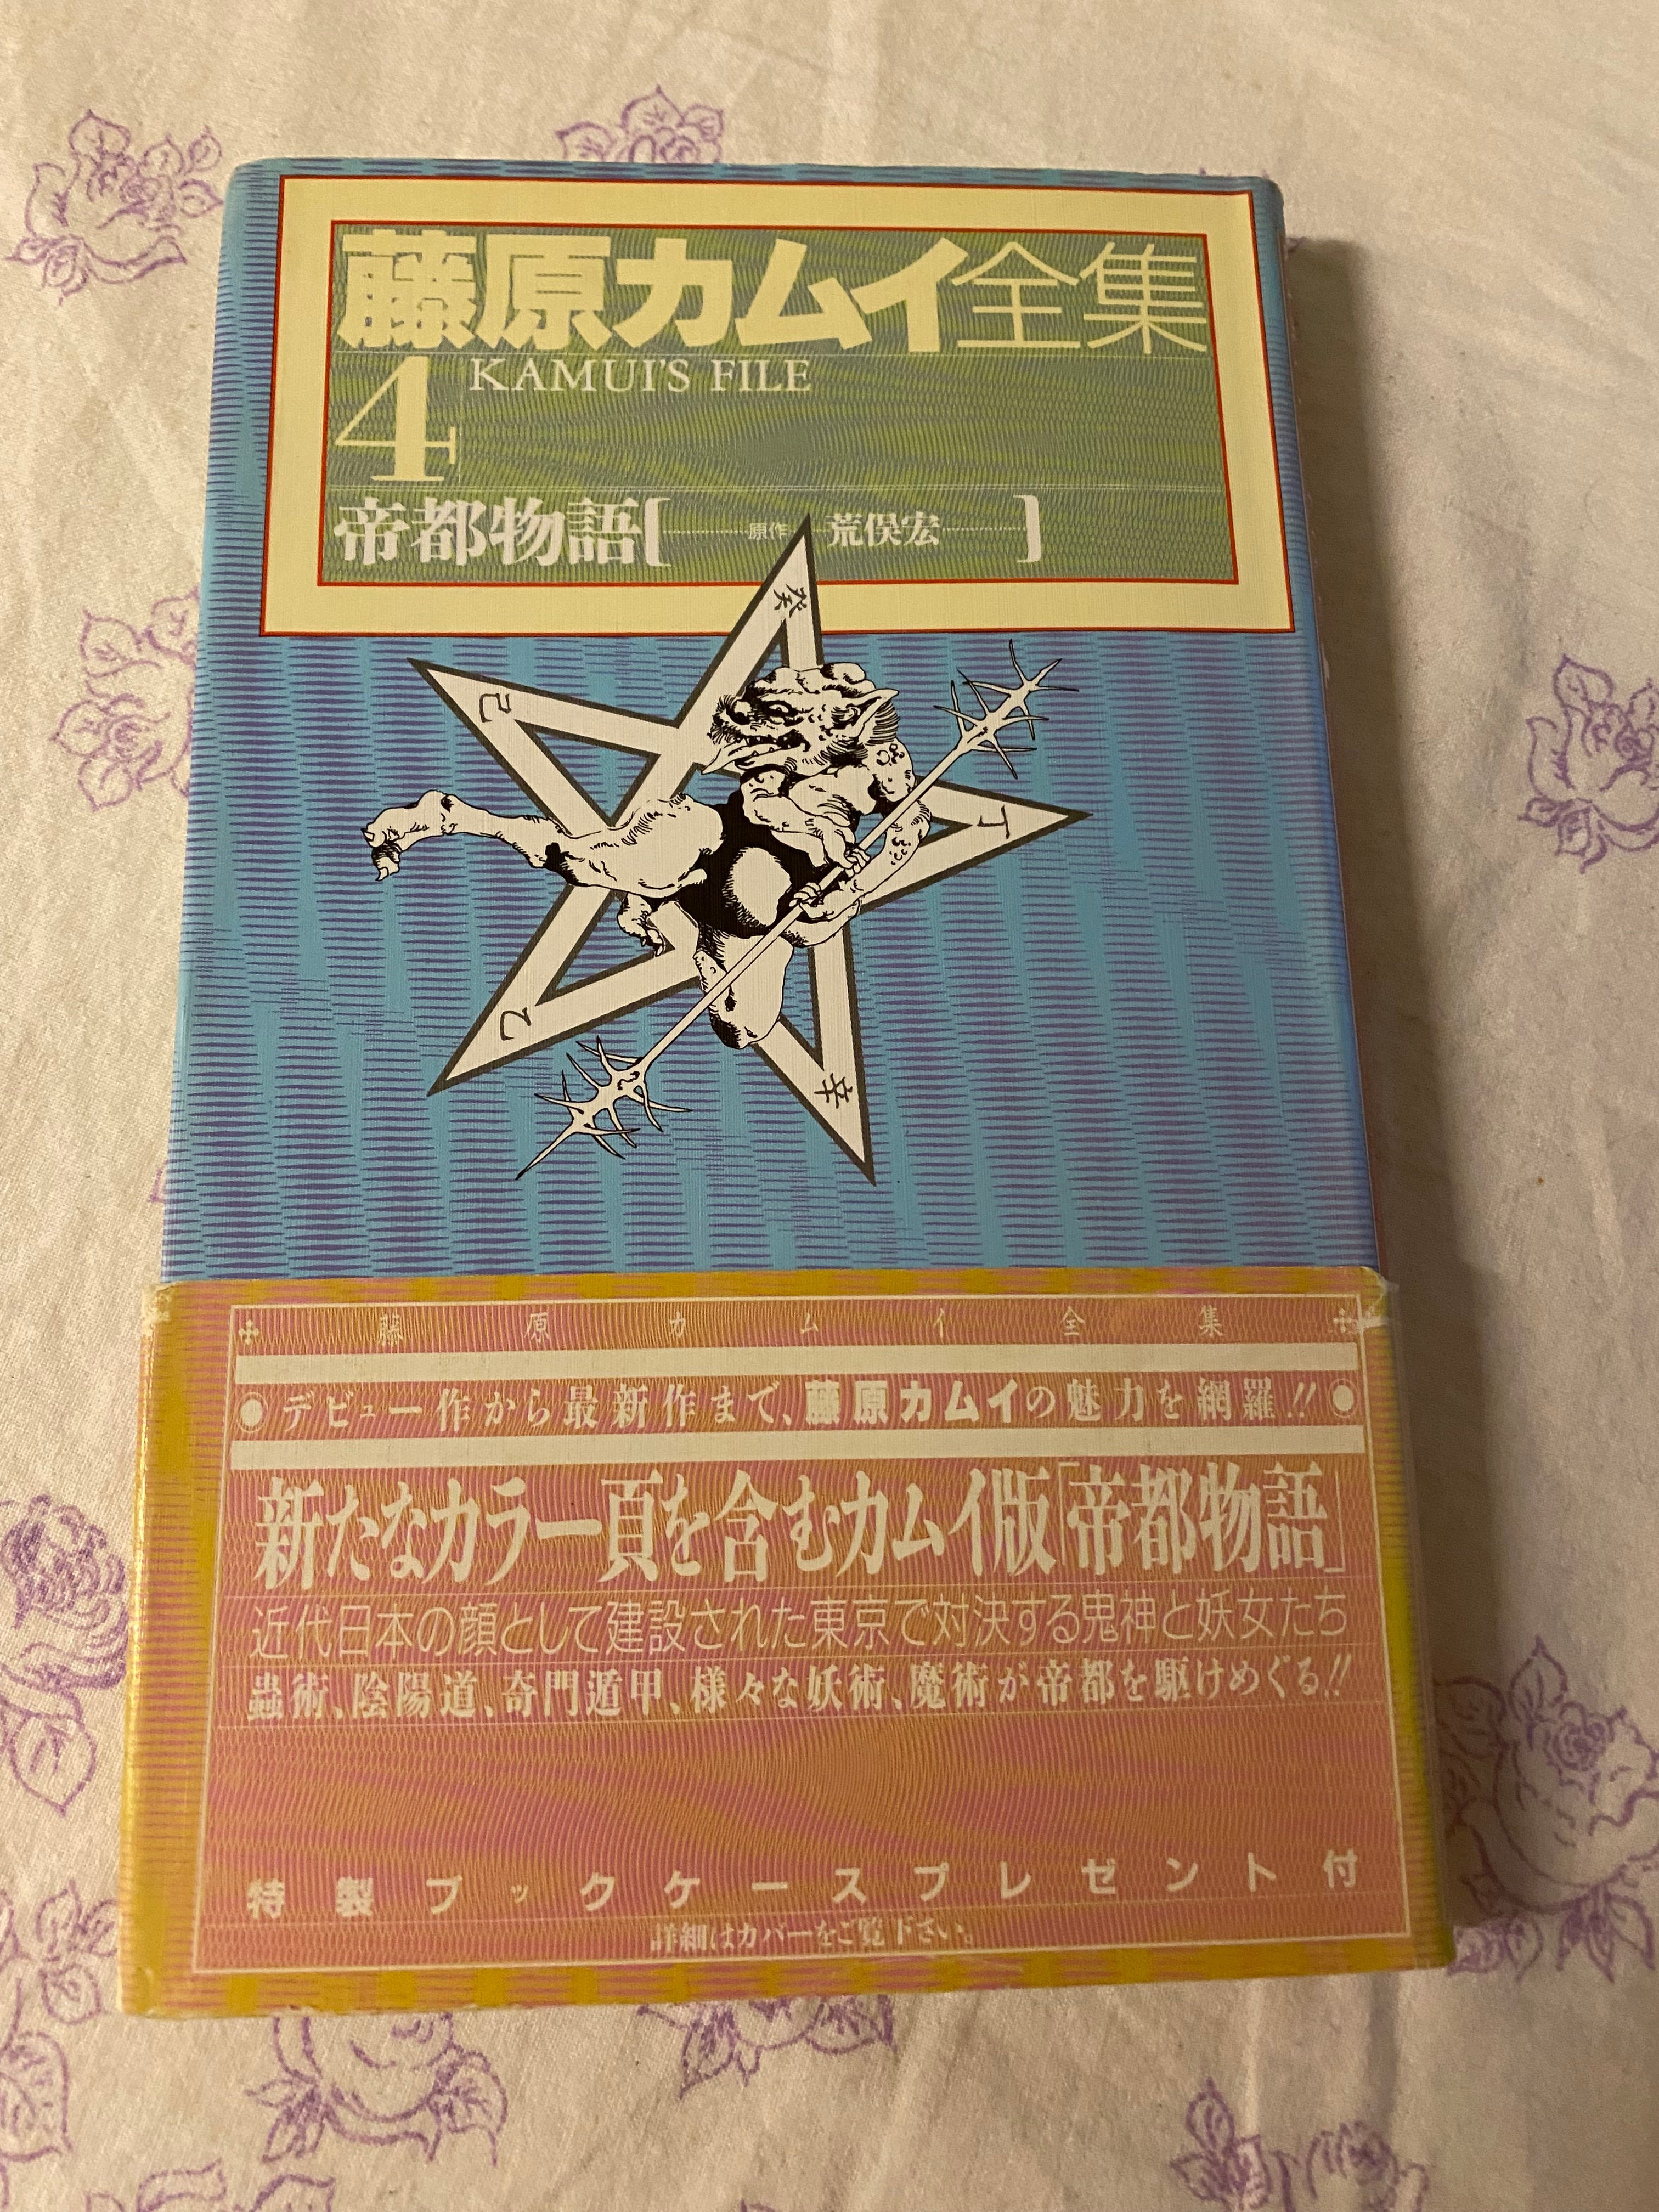 藤原カムイ全集
4 KAMUI'S FILE
帝都物語[原作 荒俣宏]
癸
己
丁
乙
辛
藤原カムイ全集
デビュー作から最新作まで、藤原カムイの魅力を網羅!!
新たなカラー頁を含むカムイ版「帝都物語」
近代日本の顔として建設された東京で対決する鬼神と妖女たち
蟲術、陰陽道、奇門遁甲、様々な妖術、魔術が帝都を駆けめぐる!!
特製ブックケースプレゼント付
詳細はカバーをご覧下さい。